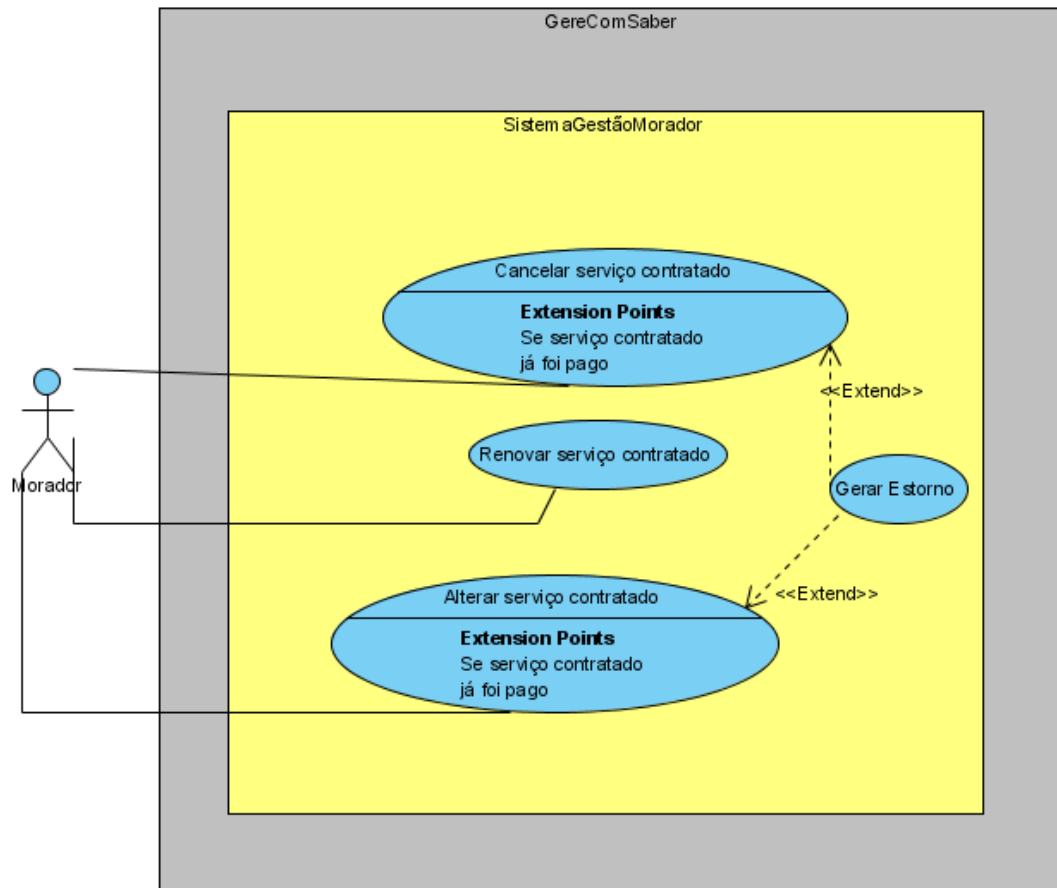 GereComSaber
SistemaGestãoMorador
Cancelar serviço contratado
Extension Points
Se serviço contratado
já foi pago
<<Extend>>
Renovar serviço contratado
Morador
Gerar Estorno
Alterar serviço contratado
<<Extend>>
Extension Points
Se serviço contratado
já foi pago